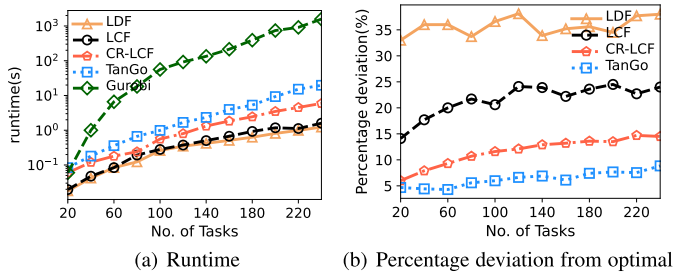 LDF
LCF
CR-LCF
TanGo
Gurobi
10³
10²
10¹
10⁰
10⁻¹
runtime(s)
20 60 100 140 180 220
No. of Tasks
(a) Runtime
LDF
LCF
CR-LCF
TanGo
35
30
25
20
15
10
5
Percentage deviation(%)
20 60 100 140 180 220
No. of Tasks
(b) Percentage deviation from optimal